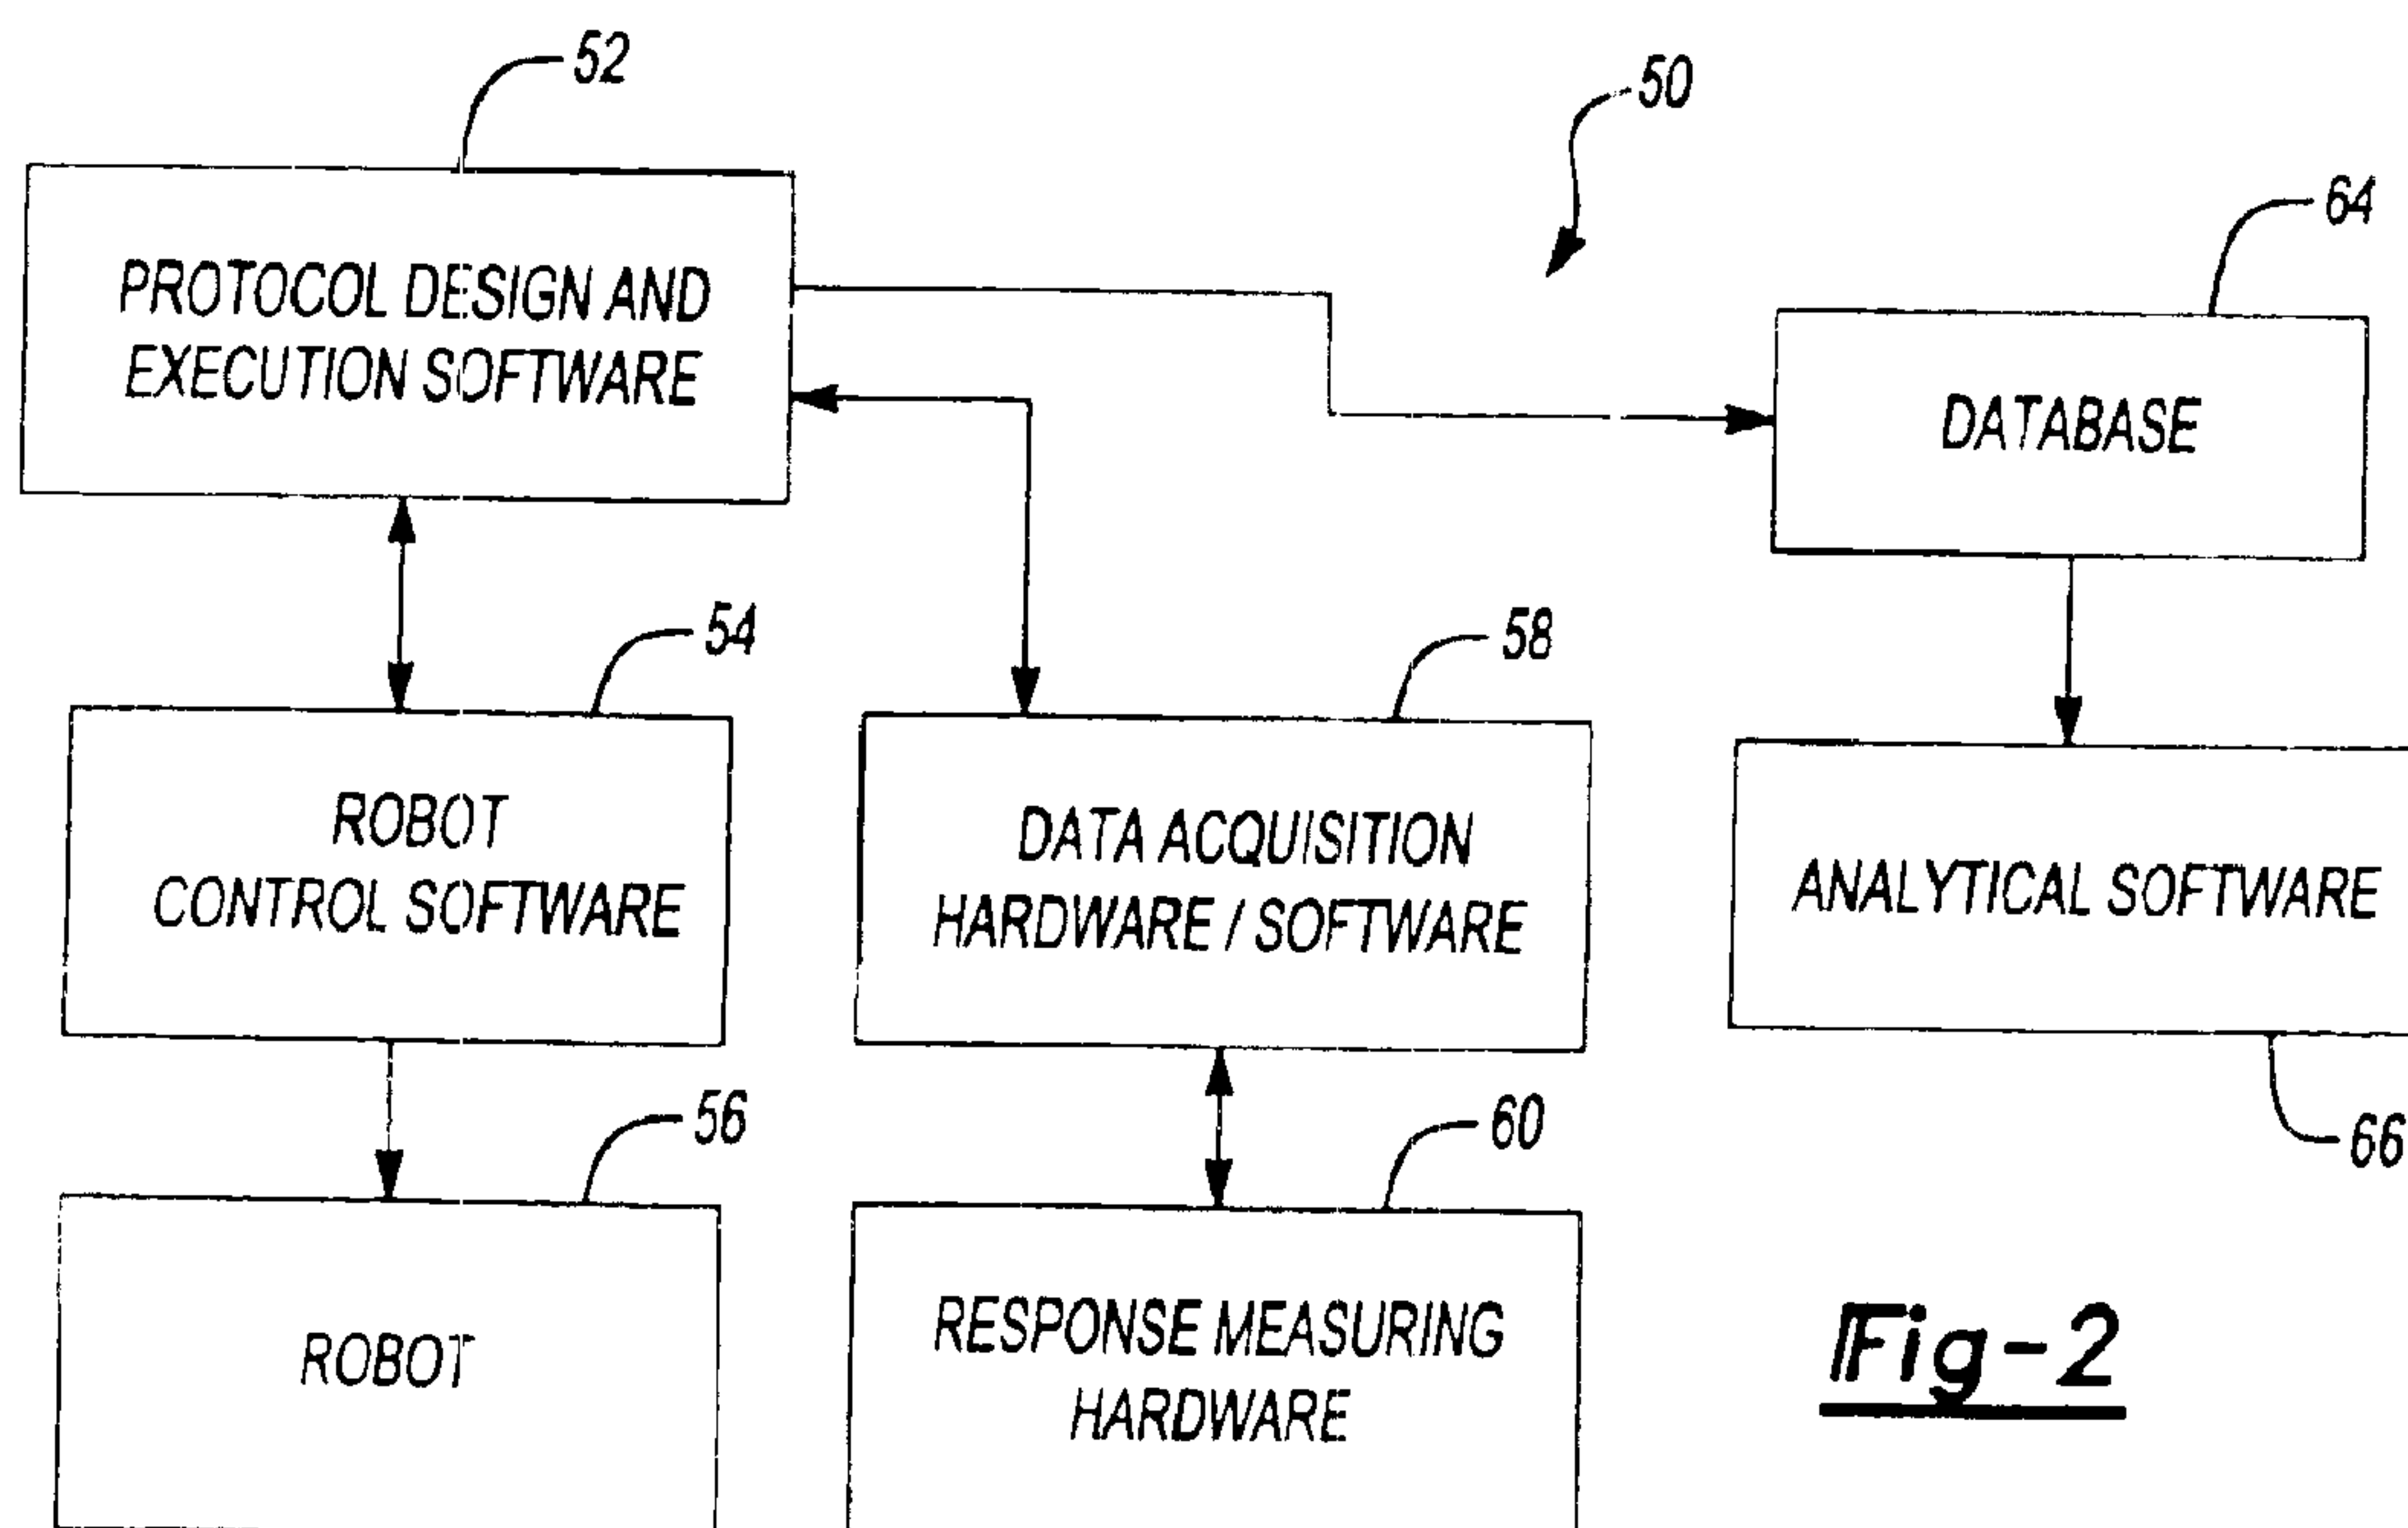 52
50
64
PROTOCOL DESIGN AND
EXECUTION SOFTWARE
DATABASE
54
58
ROBOT
CONTROL SOFTWARE
DATA ACQUISITION
HARDWARE / SOFTWARE
ANALYTICAL SOFTWARE
56
60
66
ROBOT
RESPONSE MEASURING
HARDWARE
Fig-2